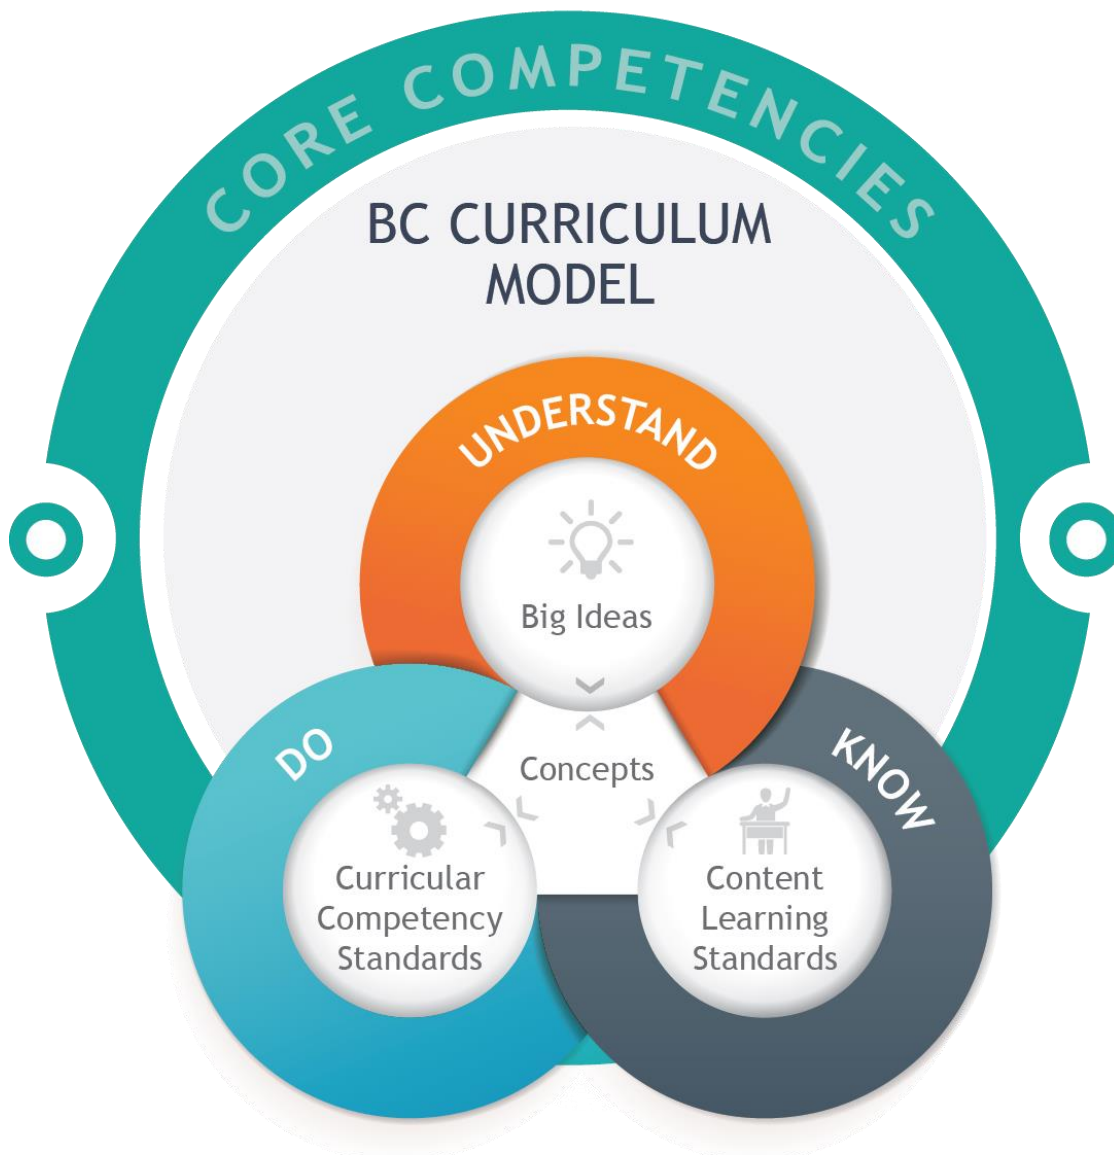 CORE COMPETENCIES
BC CURRICULUM
MODEL
UNDERSTAND
Big Ideas
Concepts
DO
Curricular
Competency
Standards
KNOW
Content
Learning
Standards